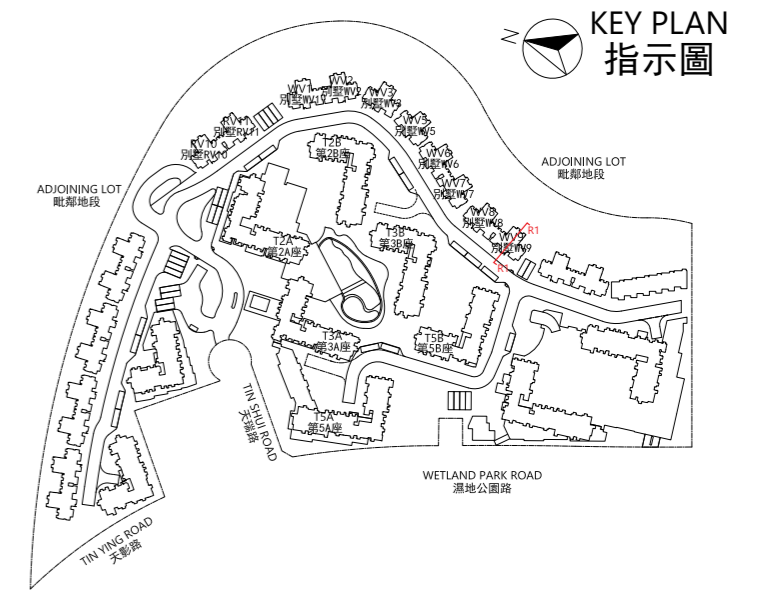 N
KEY PLAN
指示圖
WV1
別墅WV1
WV2
別墅WV2
WV3
別墅WV3
WV5
別墅WV5
RV11
別墅RV11
RV10
別墅RV10
T2B
第2B座
WV6
別墅WV6
WV7
別墅WV7
WV8
別墅WV8
WV9
別墅WV9
R1
R1
ADJOINING LOT
毗鄰地段
ADJOINING LOT
毗鄰地段
T3B
第3B座
T2A
第2A座
T3A
第3A座
T5B
第5B座
T5A
第5A座
TIN SHUI ROAD
天瑞路
WETLAND PARK ROAD
濕地公園路
TIN YING ROAD
天影路